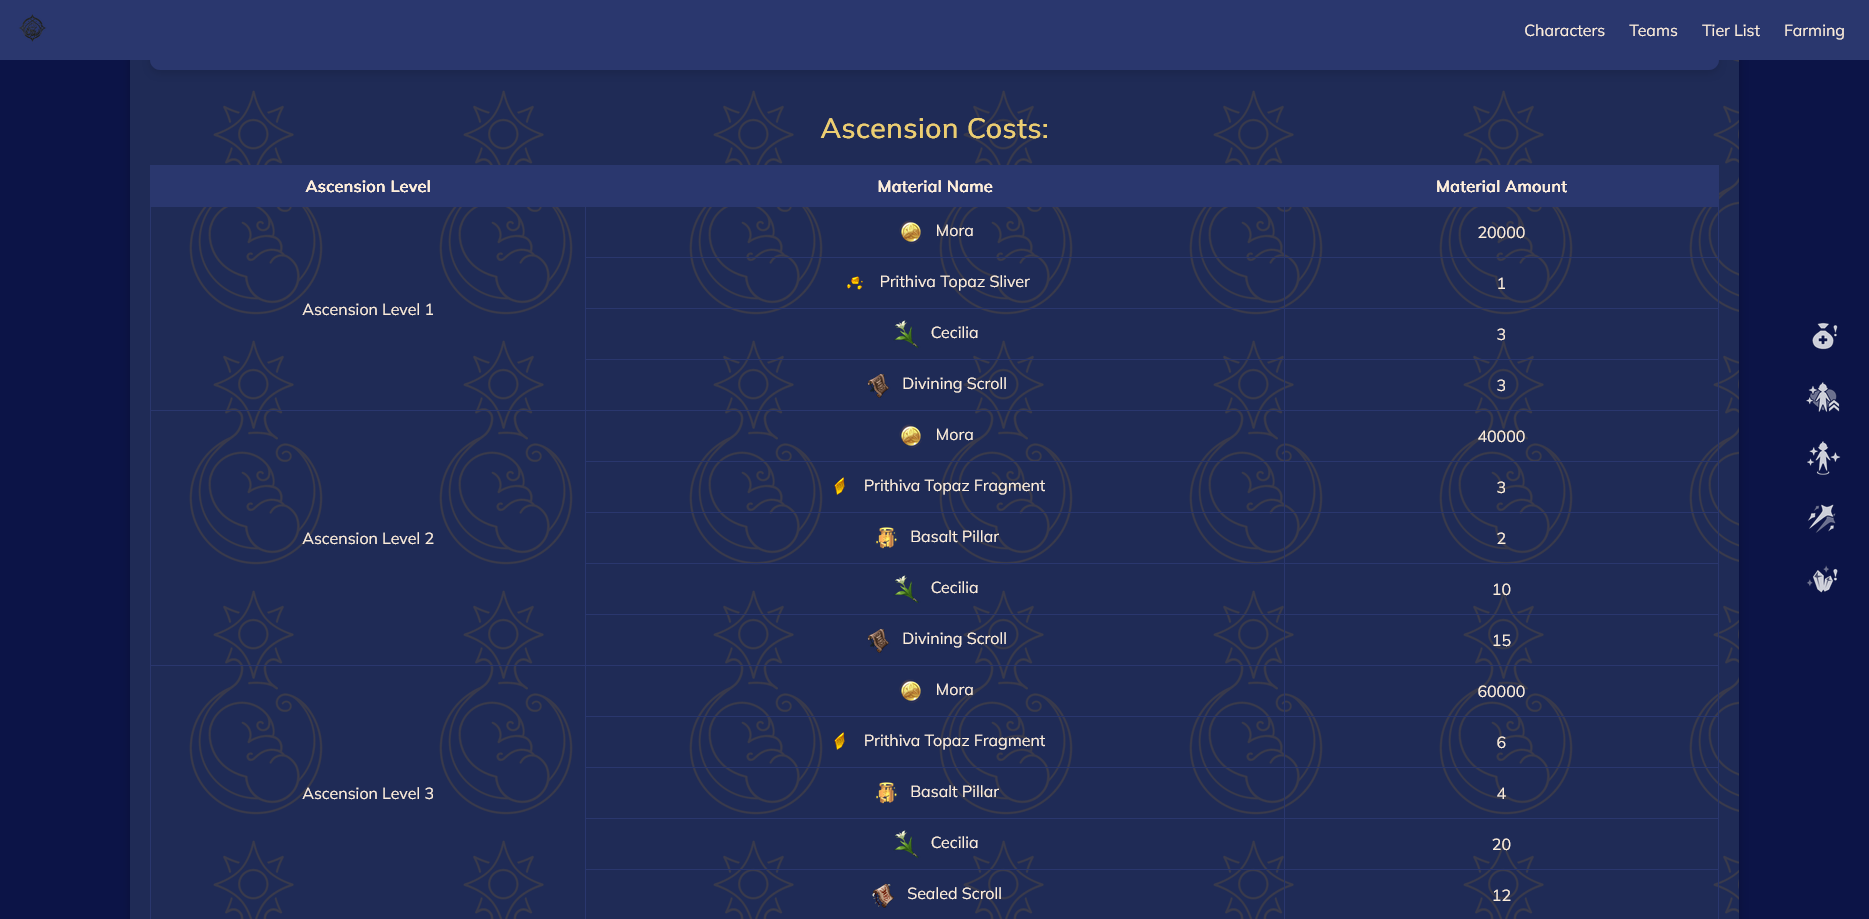 Characters Teams Tier List Farming
Ascension Costs:
Ascension Level Material Name Material Amount
Ascension Level 1
Mora 20000
Prithiva Topaz Sliver 1
Cecilia 3
Divining Scroll 3
Ascension Level 2
Mora 40000
Prithiva Topaz Fragment 3
Basalt Pillar 2
Cecilia 10
Divining Scroll 15
Ascension Level 3
Mora 60000
Prithiva Topaz Fragment 6
Basalt Pillar 4
Cecilia 20
Sealed Scroll 12